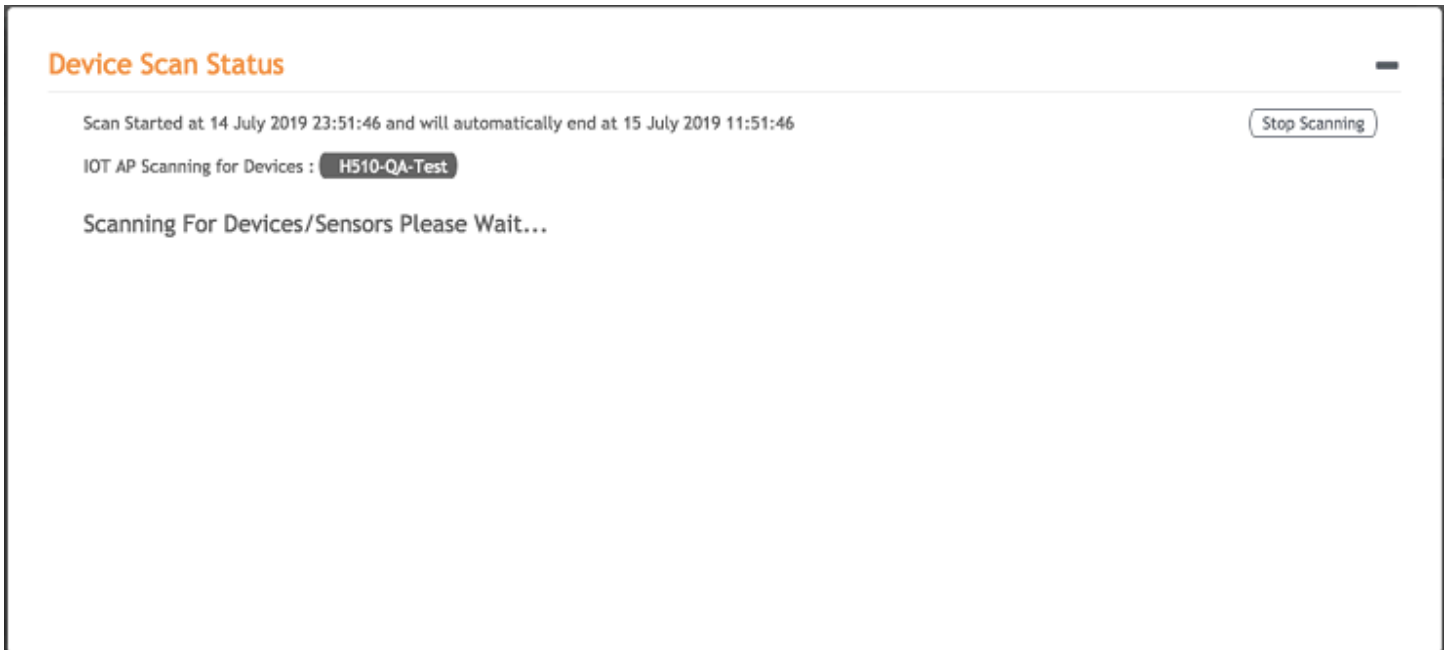 Device Scan Status
Scan Started at 14 July 2019 23:51:46 and will automatically end at 15 July 2019 11:51:46
Stop Scanning
IOT AP Scanning for Devices : H510-QA-Test
Scanning For Devices/Sensors Please Wait...